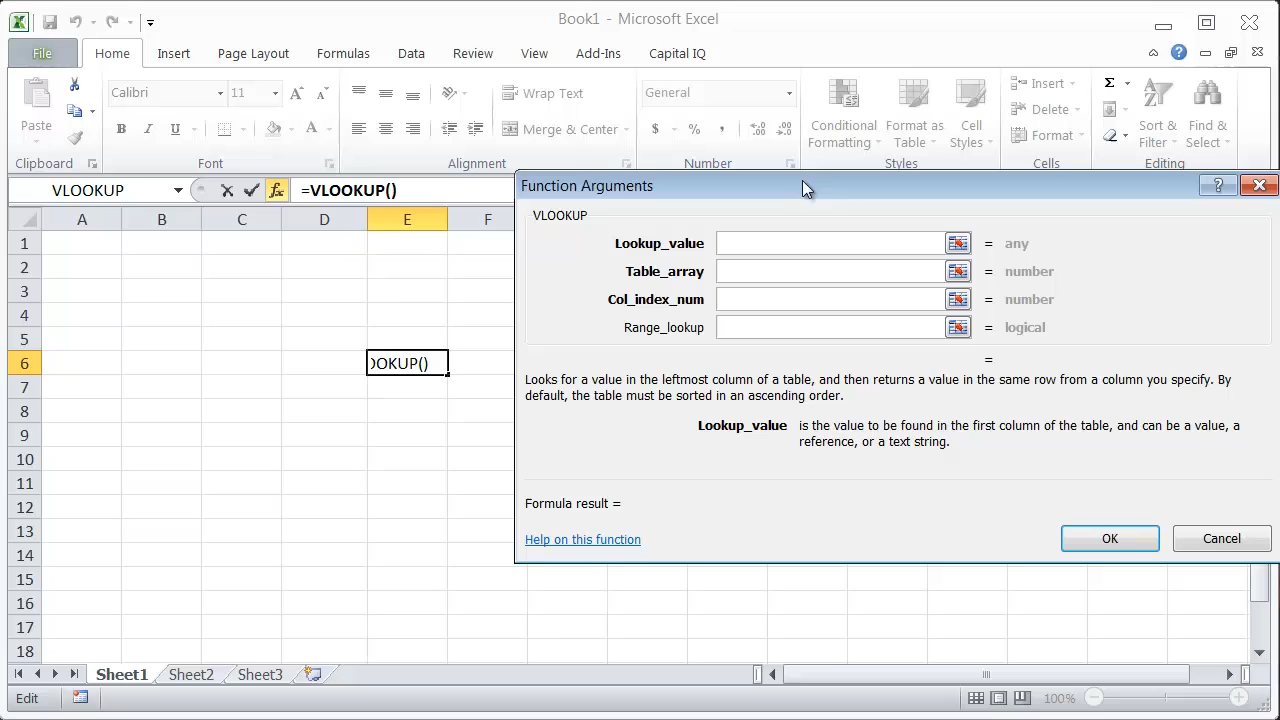 Book1 - Microsoft Excel
File Home Insert Page Layout Formulas Data Review View Add-Ins Capital IQ
Calibri 11 Wrap Text General Insert
Paste Conditional Format as Cell Delete Sort & Find &
B I U Merge & Center $ % , Formatting Table Styles Format Filter Select
Clipboard Font Alignment Number Styles Cells Editing
VLOOKUP fx =VLOOKUP()
Function Arguments
A B C D E F
VLOOKUP
1 Lookup_value = any
2 Table_array = number
3 Col_index_num = number
4 Range_lookup = logical
5 =
6 OOKUP()
7 Looks for a value in the leftmost column of a table, and then returns a value in the same row from a column you specify. By
8 default, the table must be sorted in an ascending order.
9 Lookup_value is the value to be found in the first column of the table, and can be a value, a
10 reference, or a text string.
11
12 Formula result =
13
14 Help on this function OK Cancel
15
16
17
18
Sheet1 Sheet2 Sheet3
Edit 100%